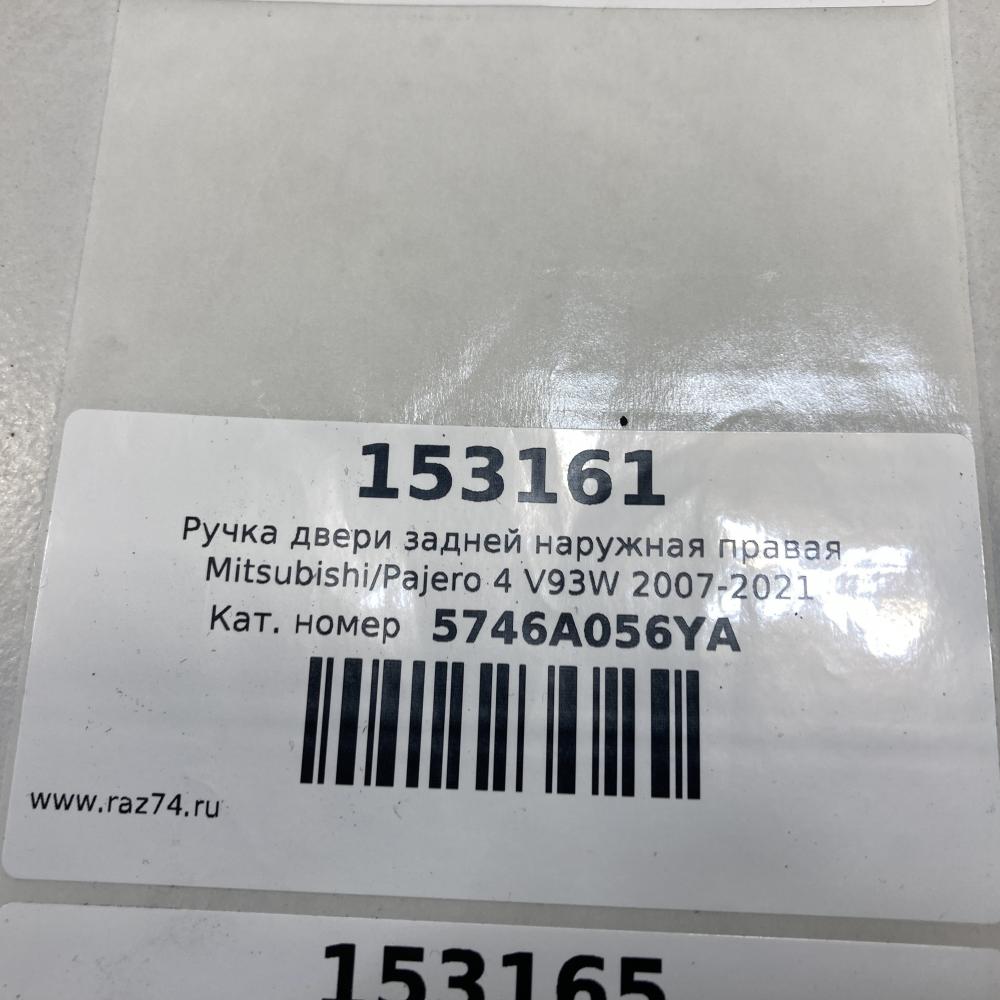 153161
Ручка двери задней наружная правая
Mitsubishi/Pajero 4 V93W 2007-2021
Кат. номер 5746A056YA
www.raz74.ru
153165